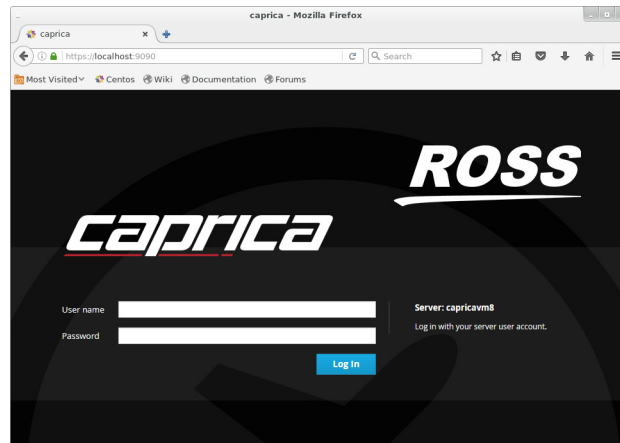 caprica - Mozilla Firefox
caprica
https://localhost:9090
Search
Most Visited Centos Wiki Documentation Forums
ROSS
caprica
User name
Password
Log In
Server: capricavm8
Log in with your server user account.